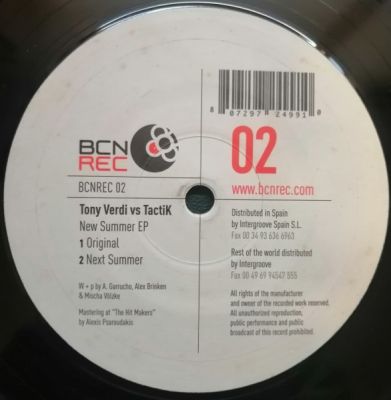 8 07297 24991 0
BCN
REC
02
BCNREC 02
www.bcnrec.com
Tony Verdi vs TactiK
New Summer EP
1 Original
2 Next Summer
W + p by A. Garrucho, Alex Brinken
& Mischa Völzke
Mastering at "The Hit Makers"
by Alexis Psaroudakis
Distributed in Spain
by Intergroove Spain S.L.
Fax 00 34 93 636 6963
Rest of the world distributed
by Intergroove
Fax 00 49 69 94547 555
All rights of the manufacturer
and owner of the recorded work reserved.
All unauthorized reproduction,
public performance and public
broadcast of this record prohibited.